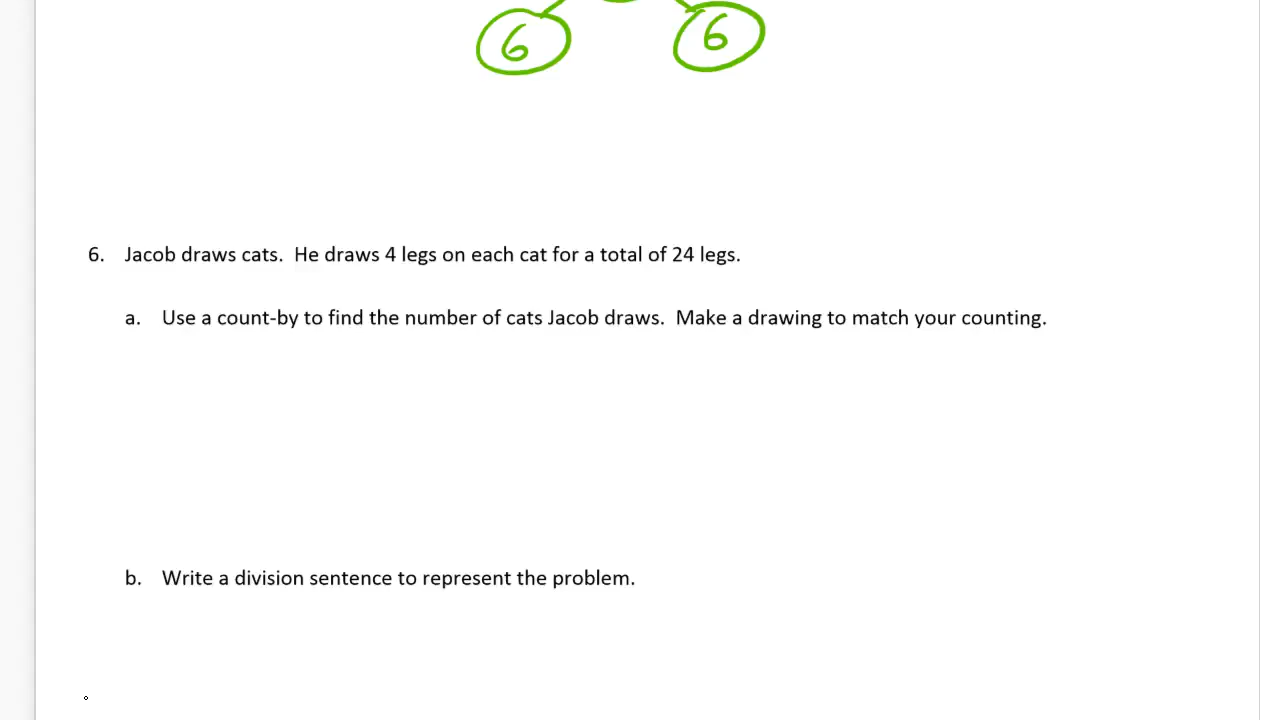 6 6
6. Jacob draws cats. He draws 4 legs on each cat for a total of 24 legs.
a. Use a count-by to find the number of cats Jacob draws. Make a drawing to match your counting.
b. Write a division sentence to represent the problem.